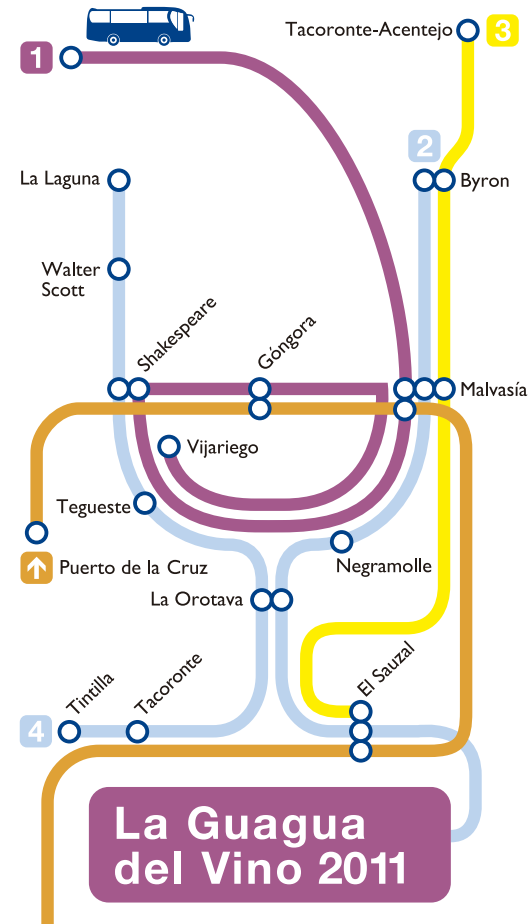 1
Tacoronte-Acentejo
3
2
La Laguna
Byron
Walter
Scott
Shakespeare
Góngora
Malvasía
Vijariego
Tegueste
Puerto de la Cruz
Negramolle
La Orotava
El Sauzal
Tintilla
Tacoronte
4
La Guagua
del Vino 2011